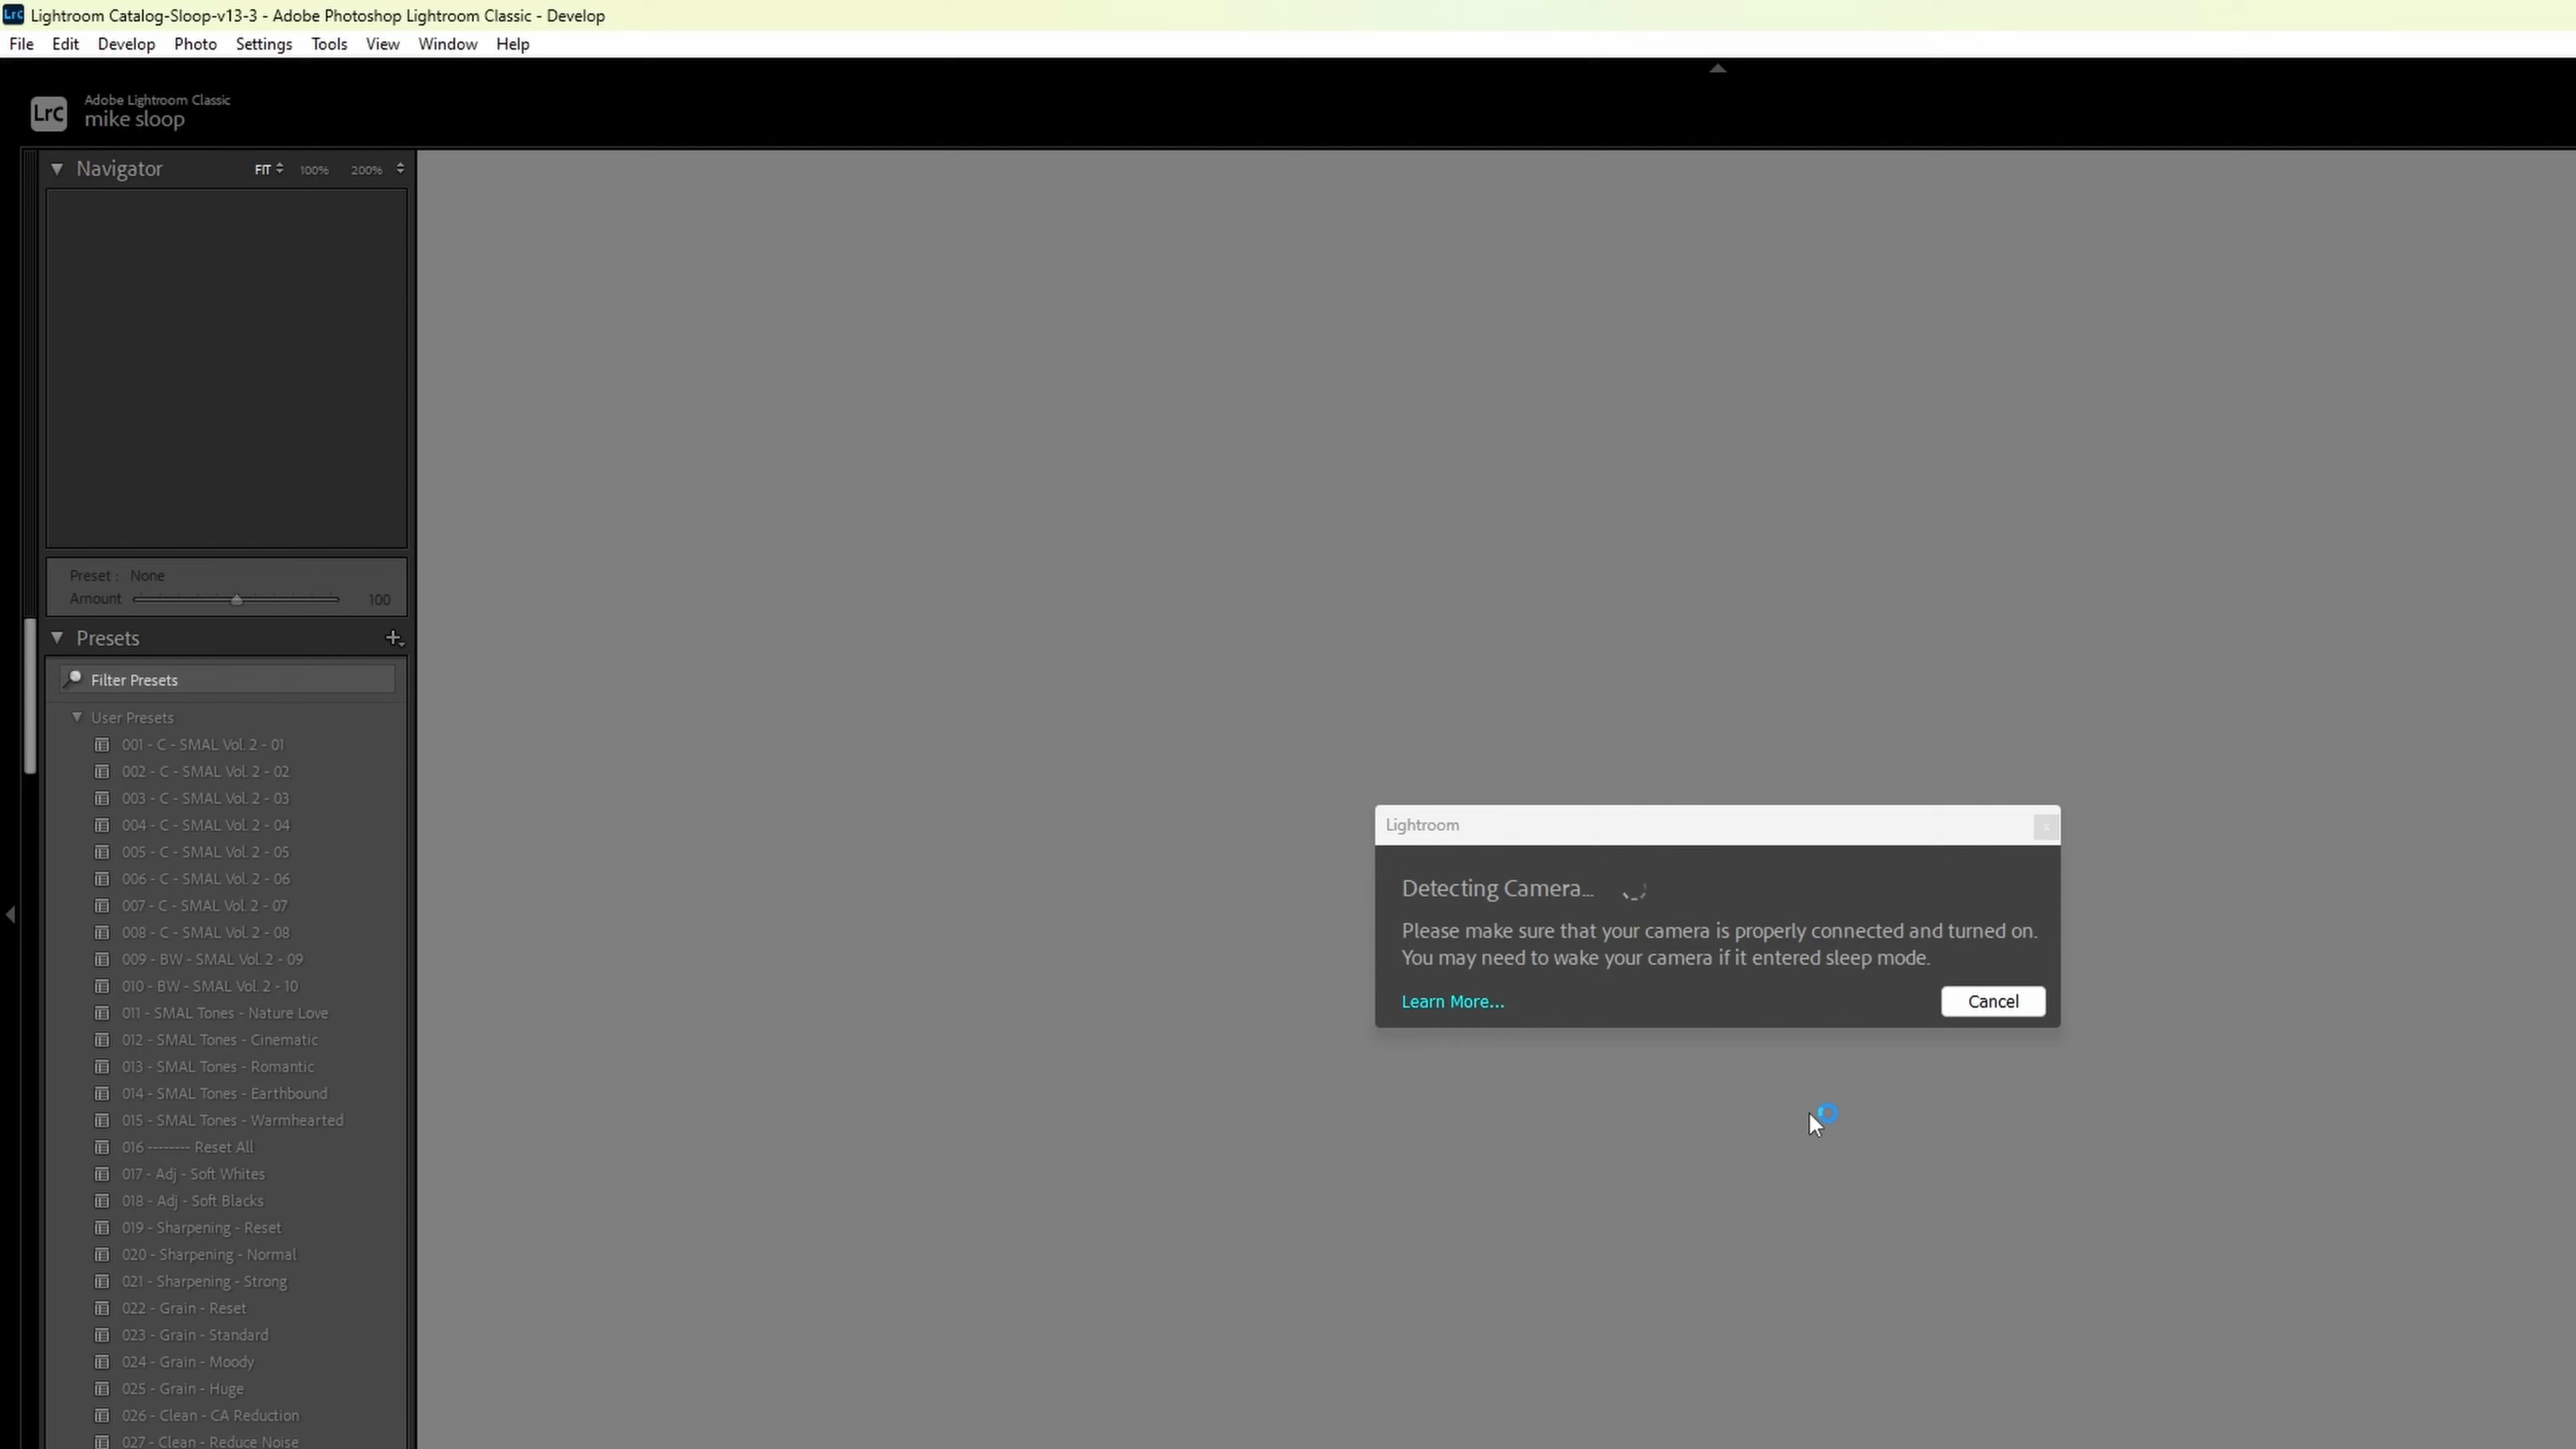 Lrc Lightroom Catalog-Sloop-v13-3 - Adobe Photoshop Lightroom Classic - Develop
File Edit Develop Photo Settings Tools View Window Help
LrC
Adobe Lightroom Classic
mike sloop
Navigator FIT 100% 200%
Preset : None
Amount 100
Presets
Filter Presets
User Presets
001 - C - SMAL Vol. 2 - 01
002 - C - SMAL Vol. 2 - 02
003 - C - SMAL Vol. 2 - 03
004 - C - SMAL Vol. 2 - 04
005 - C - SMAL Vol. 2 - 05
006 - C - SMAL Vol. 2 - 06
007 - C - SMAL Vol. 2 - 07
008 - C - SMAL Vol. 2 - 08
009 - BW - SMAL Vol. 2 - 09
010 - BW - SMAL Vol. 2 - 10
011 - SMAL Tones - Nature Love
012 - SMAL Tones - Cinematic
013 - SMAL Tones - Romantic
014 - SMAL Tones - Earthbound
015 - SMAL Tones - Warmhearted
016 -------- Reset All
017 - Adj - Soft Whites
018 - Adj - Soft Blacks
019 - Sharpening - Reset
020 - Sharpening - Normal
021 - Sharpening - Strong
022 - Grain - Reset
023 - Grain - Standard
024 - Grain - Moody
025 - Grain - Huge
026 - Clean - CA Reduction
027 - Clean - Reduce Noise
Lightroom x
Detecting Camera...
Please make sure that your camera is properly connected and turned on.
You may need to wake your camera if it entered sleep mode.
Learn More... Cancel